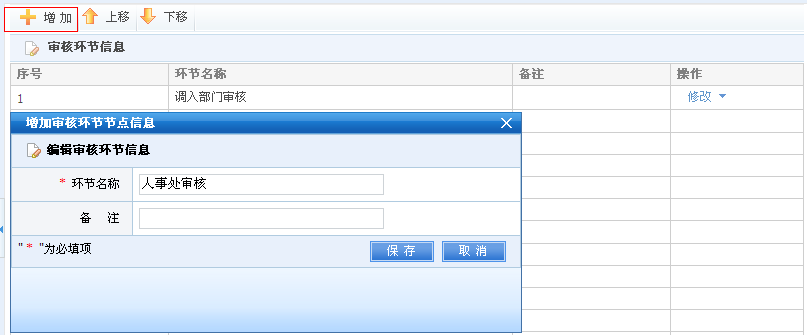 增 加 上移 下移
审核环节信息
序号 环节名称 备注 操作
1 调入部门审核 修改
增加审核环节节点信息
编辑审核环节信息
* 环节名称 人事处审核
备 注
"*"为必填项 保 存 取 消